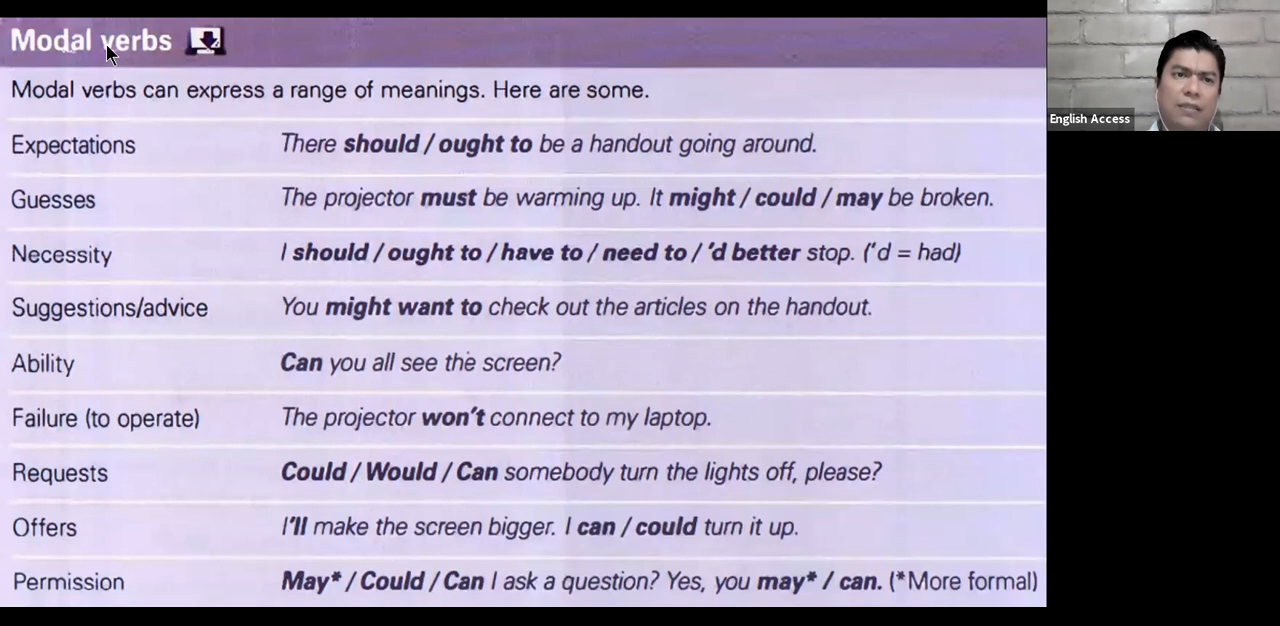 Modal verbs
Modal verbs can express a range of meanings. Here are some.
Expectations There should / ought to be a handout going around.
Guesses The projector must be warming up. It might / could / may be broken.
Necessity I should / ought to / have to / need to / ’d better stop. (’d = had)
Suggestions/advice You might want to check out the articles on the handout.
Ability Can you all see the screen?
Failure (to operate) The projector won’t connect to my laptop.
Requests Could / Would / Can somebody turn the lights off, please?
Offers I’ll make the screen bigger. I can / could turn it up.
Permission May* / Could / Can I ask a question? Yes, you may* / can. (*More formal)
English Access